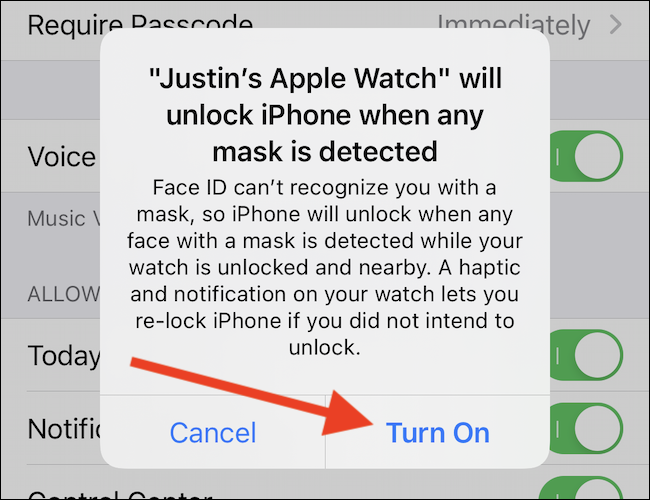 Require Passcode Immediately
"Justin's Apple Watch" will
unlock iPhone when any
mask is detected
Voice
Face ID can't recognize you with a
mask, so iPhone will unlock when any
face with a mask is detected while your
watch is unlocked and nearby. A haptic
and notification on your watch lets you
re-lock iPhone if you did not intend to
unlock.
Music V
ALLOW
Today
Cancel Turn On
Notific
Control Center